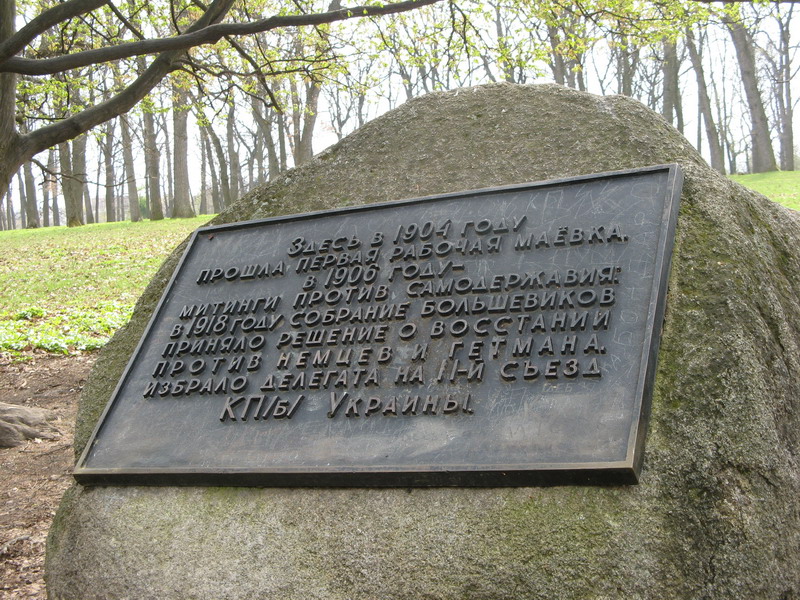 Здесь в 1904 году
прошла первая рабочая маёвка.
в 1906 году–
митинги против самодержавия:
в 1918 году собрание большевиков
приняло решение о восстании
против немцев и гетмана.
избрало делегата на II-й съезд
КП/б/ Украины.